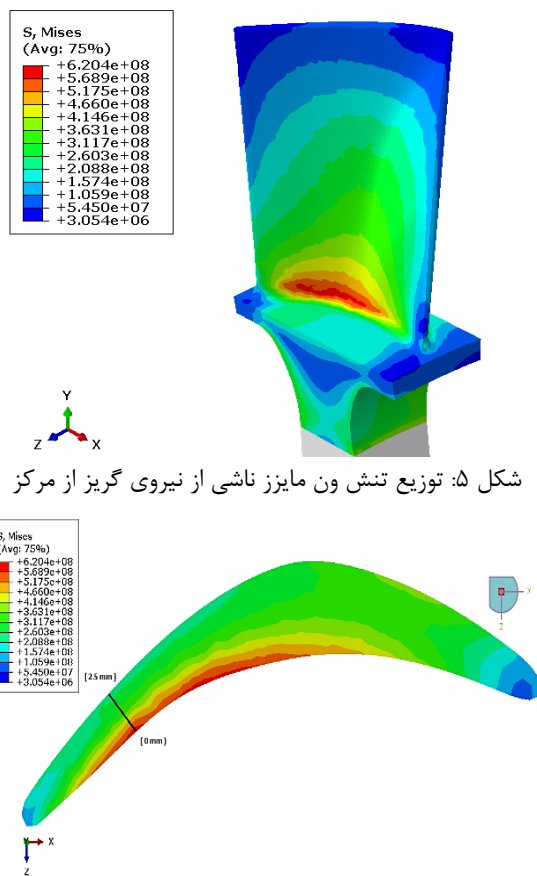 S, Mises
(Avg: 75%)
+6.204e+08
+5.689e+08
+5.175e+08
+4.660e+08
+4.146e+08
+3.631e+08
+3.117e+08
+2.603e+08
+2.088e+08
+1.574e+08
+1.059e+08
+5.450e+07
+3.054e+06
Y
Z
X
شکل ۵: توزیع تنش ون مایزز ناشی از نیروی گریز از مرکز
S, Mises
(Avg: 75%)
+6.204e+08
+5.689e+08
+5.175e+08
+4.660e+08
+4.146e+08
+3.631e+08
+3.117e+08
+2.603e+08
+2.088e+08
+1.574e+08
+1.059e+08
+5.450e+07
+3.054e+06
X
Z
(2.5 mm)
(0 mm)
Y
X
Z